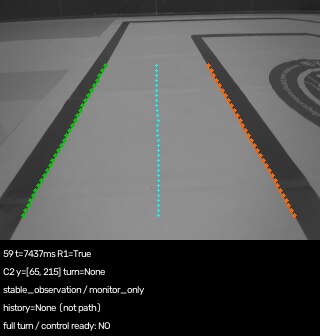 59 t=7437ms R1=True
C2 y=[65, 215] turn=None
stable_observation / monitor_only
history=None (not path)
full turn / control ready: NO